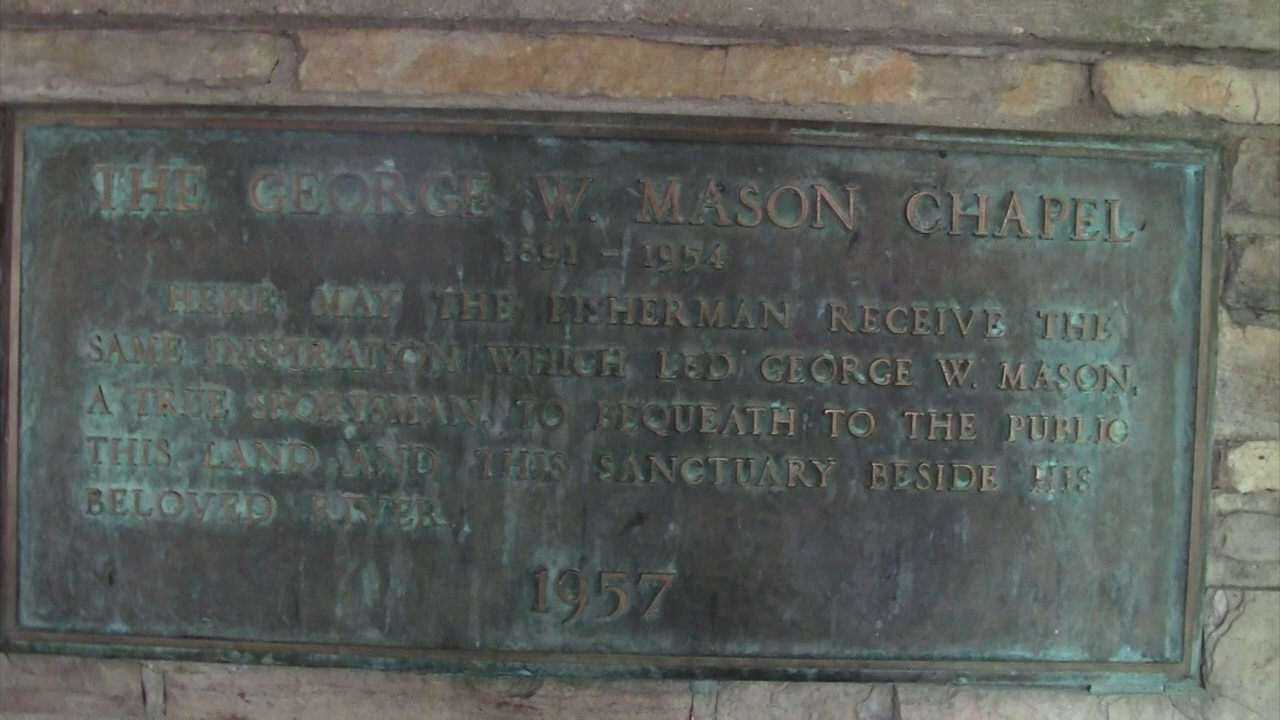 THE GEORGE W. MASON CHAPEL
1891 - 1954
HERE MAY THE FISHERMAN RECEIVE THE
SAME INSPIRATION WHICH LED GEORGE W. MASON,
A TRUE SPORTSMAN, TO BEQUEATH TO THE PUBLIC
THIS LAND AND THIS SANCTUARY BESIDE HIS
BELOVED RIVER.
1957